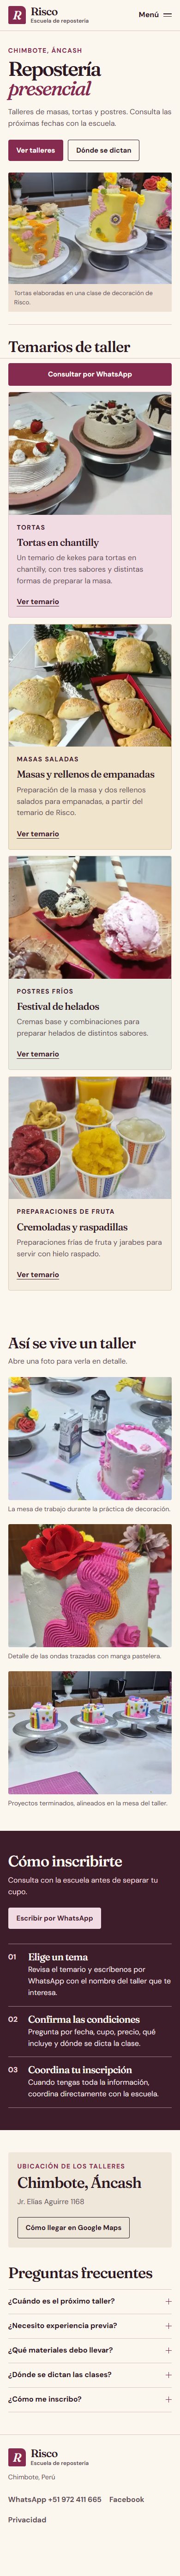 R
Risco
Escuela de repostería
Menú
CHIMBOTE, ÁNCASH
Repostería
presencial
Talleres de masas, tortas y postres. Consulta las
próximas fechas con la escuela.
Ver talleres
Dónde se dictan
Tortas elaboradas en una clase de decoración de
Risco.
Temarios de taller
Consultar por WhatsApp
TORTAS
Tortas en chantilly
Un temario de kekes para tortas en
chantilly, con tres sabores y distintas
formas de preparar la masa.
Ver temario
MASAS SALADAS
Masas y rellenos de empanadas
Preparación de la masa y dos rellenos
salados para empanadas, a partir del
temario de Risco.
Ver temario
POSTRES FRÍOS
Festival de helados
Cremas base y combinaciones para
preparar helados de distintos sabores.
Ver temario
PREPARACIONES DE FRUTA
Cremoladas y raspadillas
Preparaciones frías de fruta y jarabes para
servir con hielo raspado.
Ver temario
Así se vive un taller
Abre una foto para verla en detalle.
La mesa de trabajo durante la práctica de decoración.
Detalle de las ondas trazadas con manga pastelera.
Proyectos terminados, alineados en la mesa del taller.
Cómo inscribirte
Consulta con la escuela antes de separar tu
cupo.
Escribir por WhatsApp
01
Elige un tema
Revisa el temario y escríbenos por
WhatsApp con el nombre del taller que te
interesa.
02
Confirma las condiciones
Pregunta por fecha, cupo, precio, qué
incluye y dónde se dicta la clase.
03
Coordina tu inscripción
Cuando tengas toda la información,
coordina directamente con la escuela.
UBICACIÓN DE LOS TALLERES
Chimbote, Áncash
Jr. Elías Aguirre 1168
Cómo llegar en Google Maps
Preguntas frecuentes
¿Cuándo es el próximo taller?
¿Necesito experiencia previa?
¿Qué materiales debo llevar?
¿Dónde se dictan las clases?
¿Cómo me inscribo?
R
Risco
Escuela de repostería
Chimbote, Perú
WhatsApp +51 972 411 665
Facebook
Privacidad